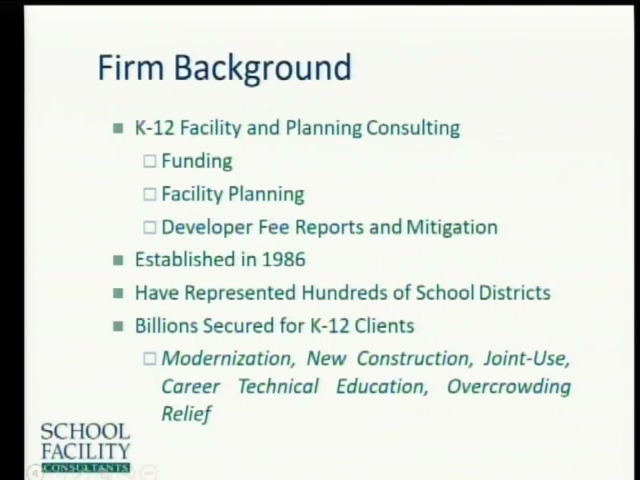 Firm Background
K-12 Facility and Planning Consulting
Funding
Facility Planning
Developer Fee Reports and Mitigation
Established in 1986
Have Represented Hundreds of School Districts
Billions Secured for K-12 Clients
Modernization, New Construction, Joint-Use,
Career Technical Education, Overcrowding
Relief
SCHOOL
FACILITY
CONSULTANTS